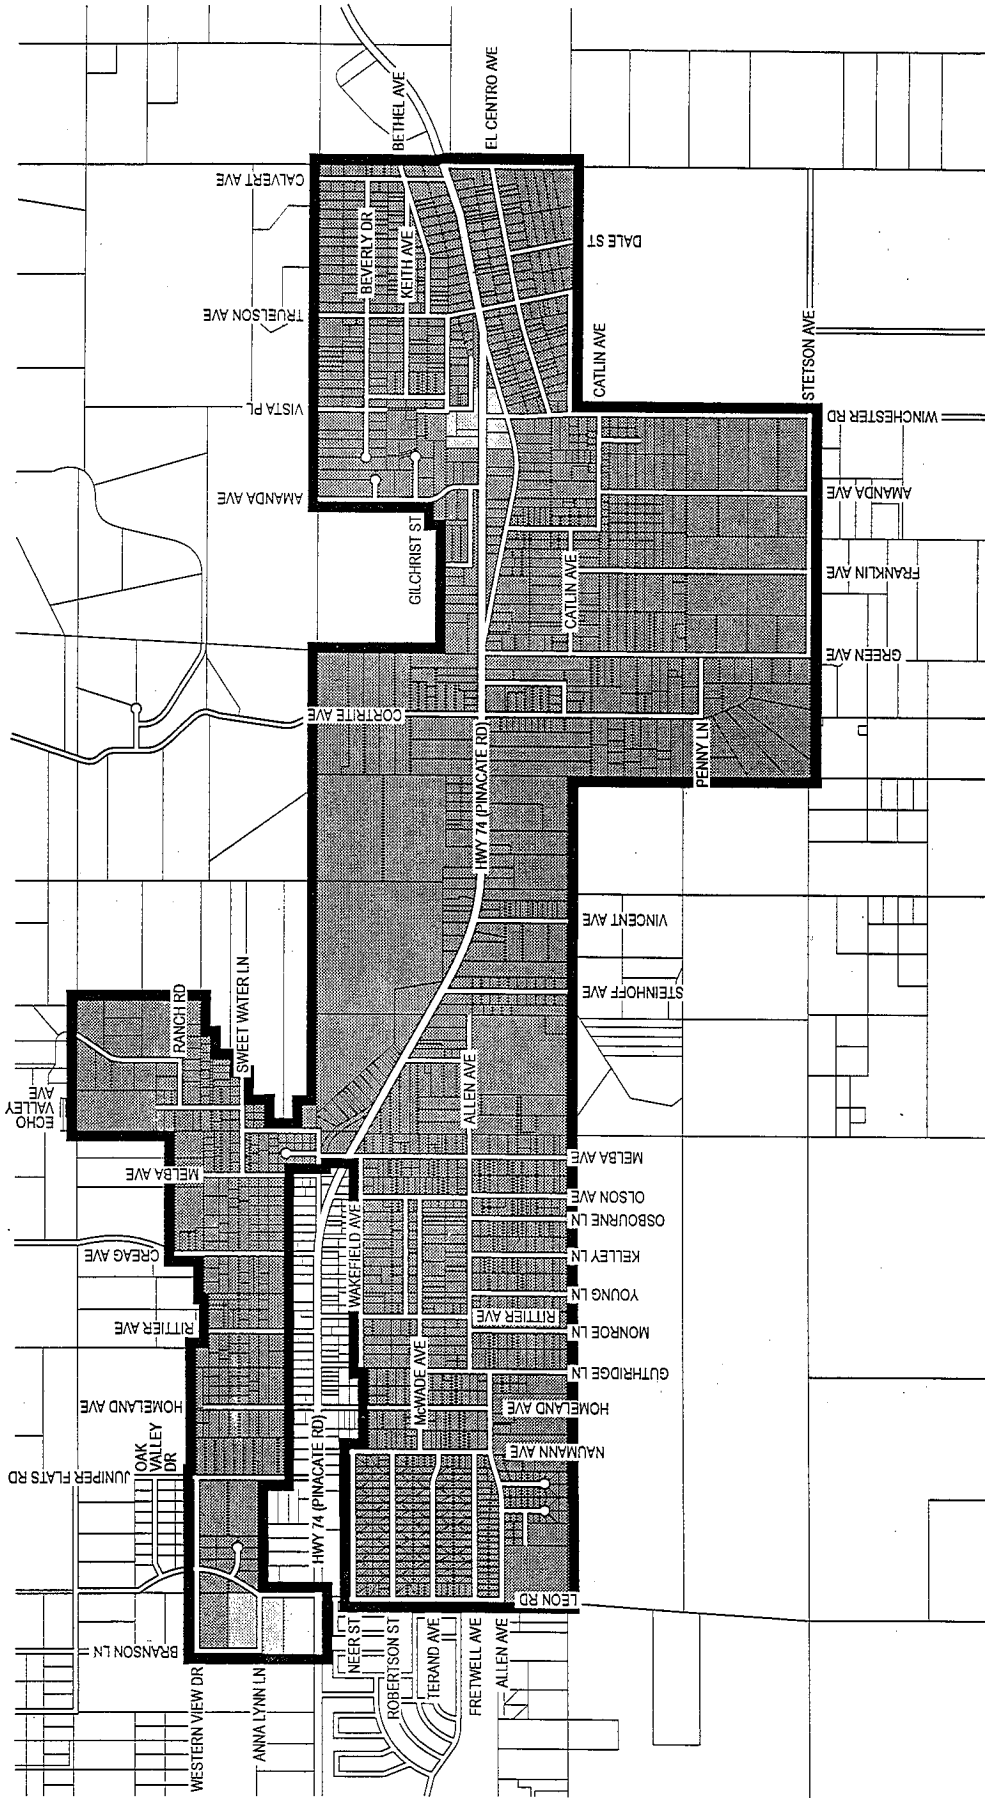 BETHEL AVE
EL CENTRO AVE
CALVERT AVE
BEVERLY DR
KEITH AVE
DALE ST
TRUELSON AVE
CATLIN AVE
STETSON AVE
VISTA PL
WINCHESTER RD
AMANDA AVE
AMANDA AVE
GILCHRIST ST
CATLIN AVE
FRANKLIN AVE
GREEN AVE
CORTRITE AVE
HWY 74 (PINACATE RD)
PENNY LN
VINCENT AVE
STEINHOFF AVE
RANCH RD
SWEET WATER LN
ECHO
VALLEY
AVE
ALLEN AVE
MELBA AVE
MELBA AVE
OLSON AVE
OSBOURNE LN
CREAG AVE
WAKEFIELD AVE
KELLEY LN
YOUNG LN
RITTIER AVE
RITTIER AVE
MONROE LN
McWADE AVE
GUTHRIDGE LN
HOMELAND AVE
HOMELAND AVE
NAUMANN AVE
OAK
VALLEY
DR
JUNIPER FLATS RD
HWY 74 (PINACATE RD)
LEON RD
BRANSON LN
NEER ST
ROBERTSON ST
TERAND AVE
FRETWELL AVE
ALLEN AVE
WESTERN VIEW DR
ANNA LYNN LN